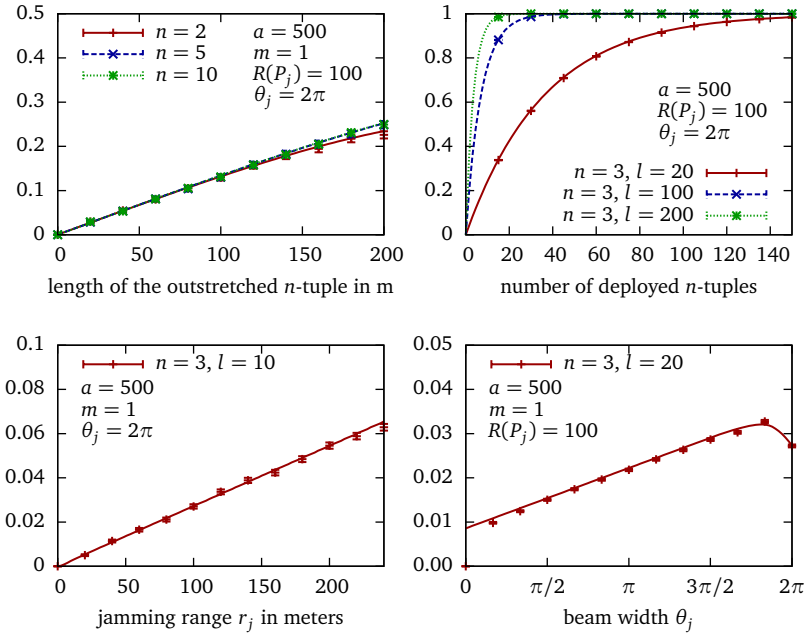 0.5
0.4
0.3
0.2
0.1
0
n = 2
n = 5
n = 10
a = 500
m = 1
R(P_j) = 100
θ_j = 2π
0 50 100 150 200
length of the outstretched n-tuple in m
1
0.8
0.6
0.4
0.2
0
a = 500
R(P_j) = 100
θ_j = 2π
n = 3, l = 20
n = 3, l = 100
n = 3, l = 200
0 20 40 60 80 100 120 140
number of deployed n-tuples
0.1
0.08
0.06
0.04
0.02
0
n = 3, l = 10
a = 500
m = 1
θ_j = 2π
0 50 100 150 200
jamming range r_j in meters
0.05
0.04
0.03
0.02
0.01
0.00
n = 3, l = 20
a = 500
m = 1
R(P_j) = 100
0 π/2 π 3π/2 2π
beam width θ_j